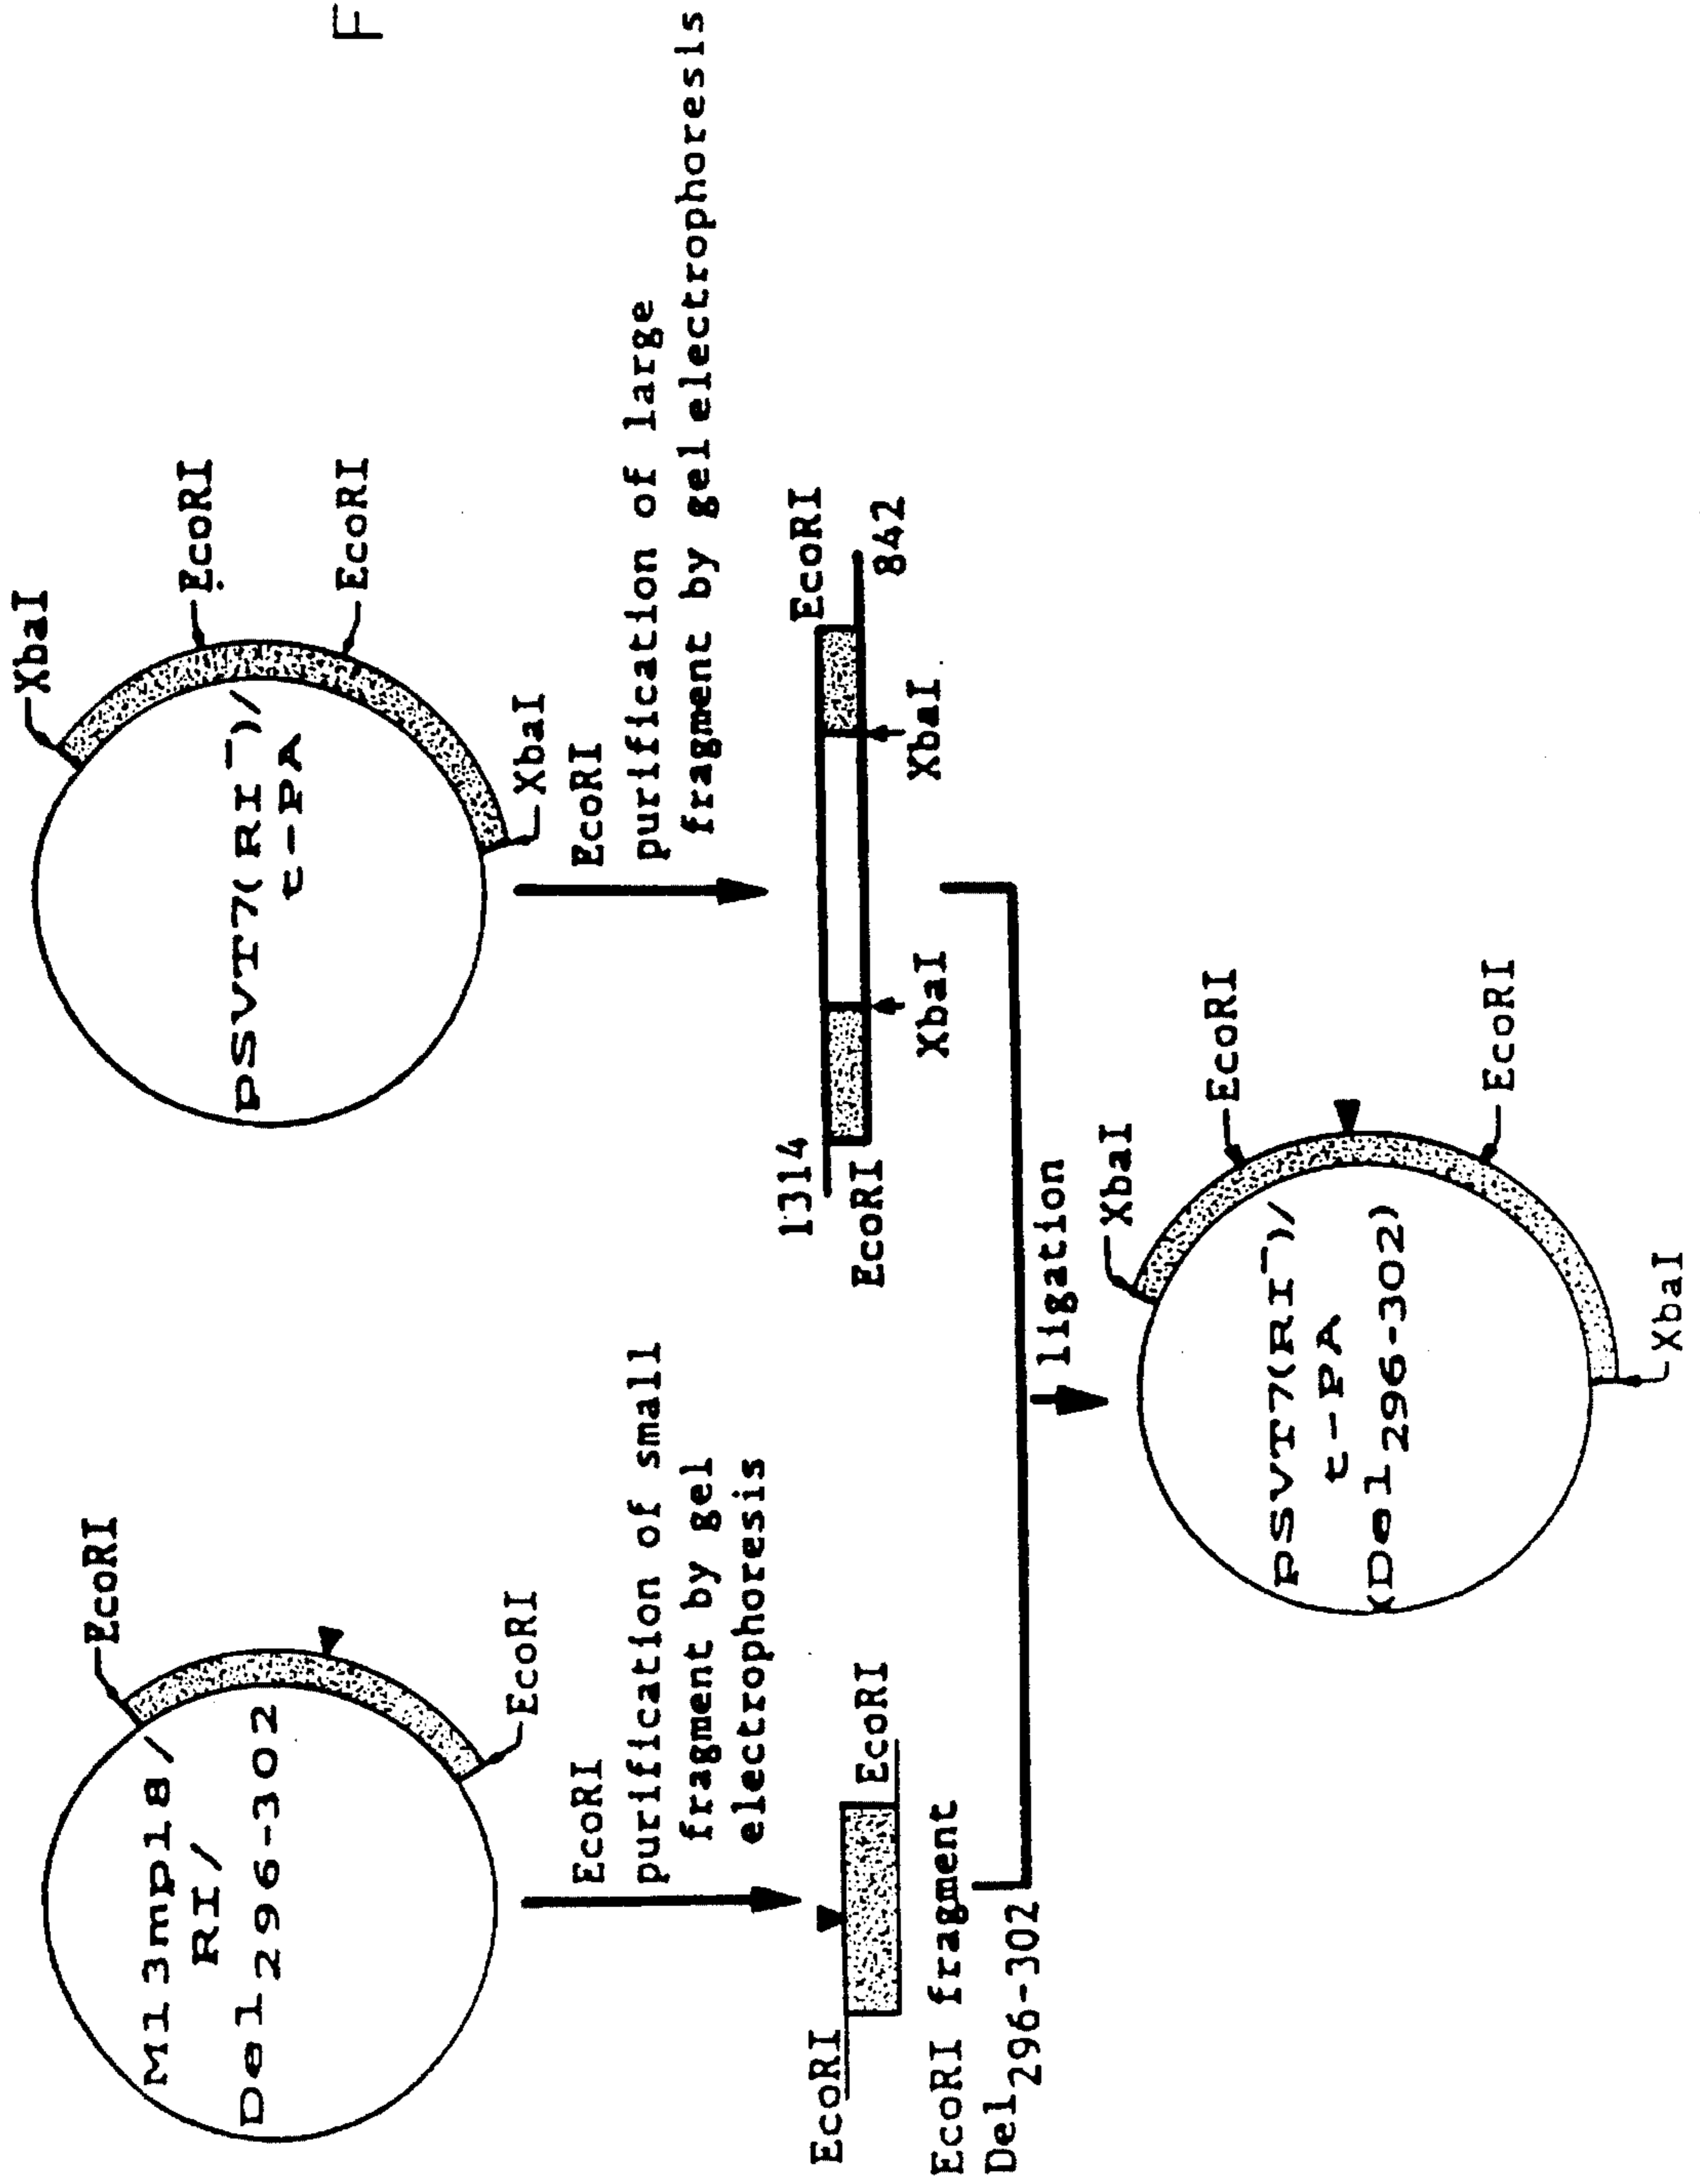 M13mp18/
RI/
Del296-302
EcoRI
EcoRI
EcoRI
purification of small
fragment by gel
electrophoresis
EcoRI
EcoRI
EcoRI fragment
Del296-302
pSVT7(RI⁻)/
t-PA
XbaI
EcoRI
EcoRI
XbaI
EcoRI
purification of large
fragment by gel electrophoresis
1314
EcoRI
XbaI
XbaI
EcoRI
842
ligation
pSVT7(RI⁻)/
t-PA
(Del296-302)
XbaI
EcoRI
EcoRI
XbaI
F